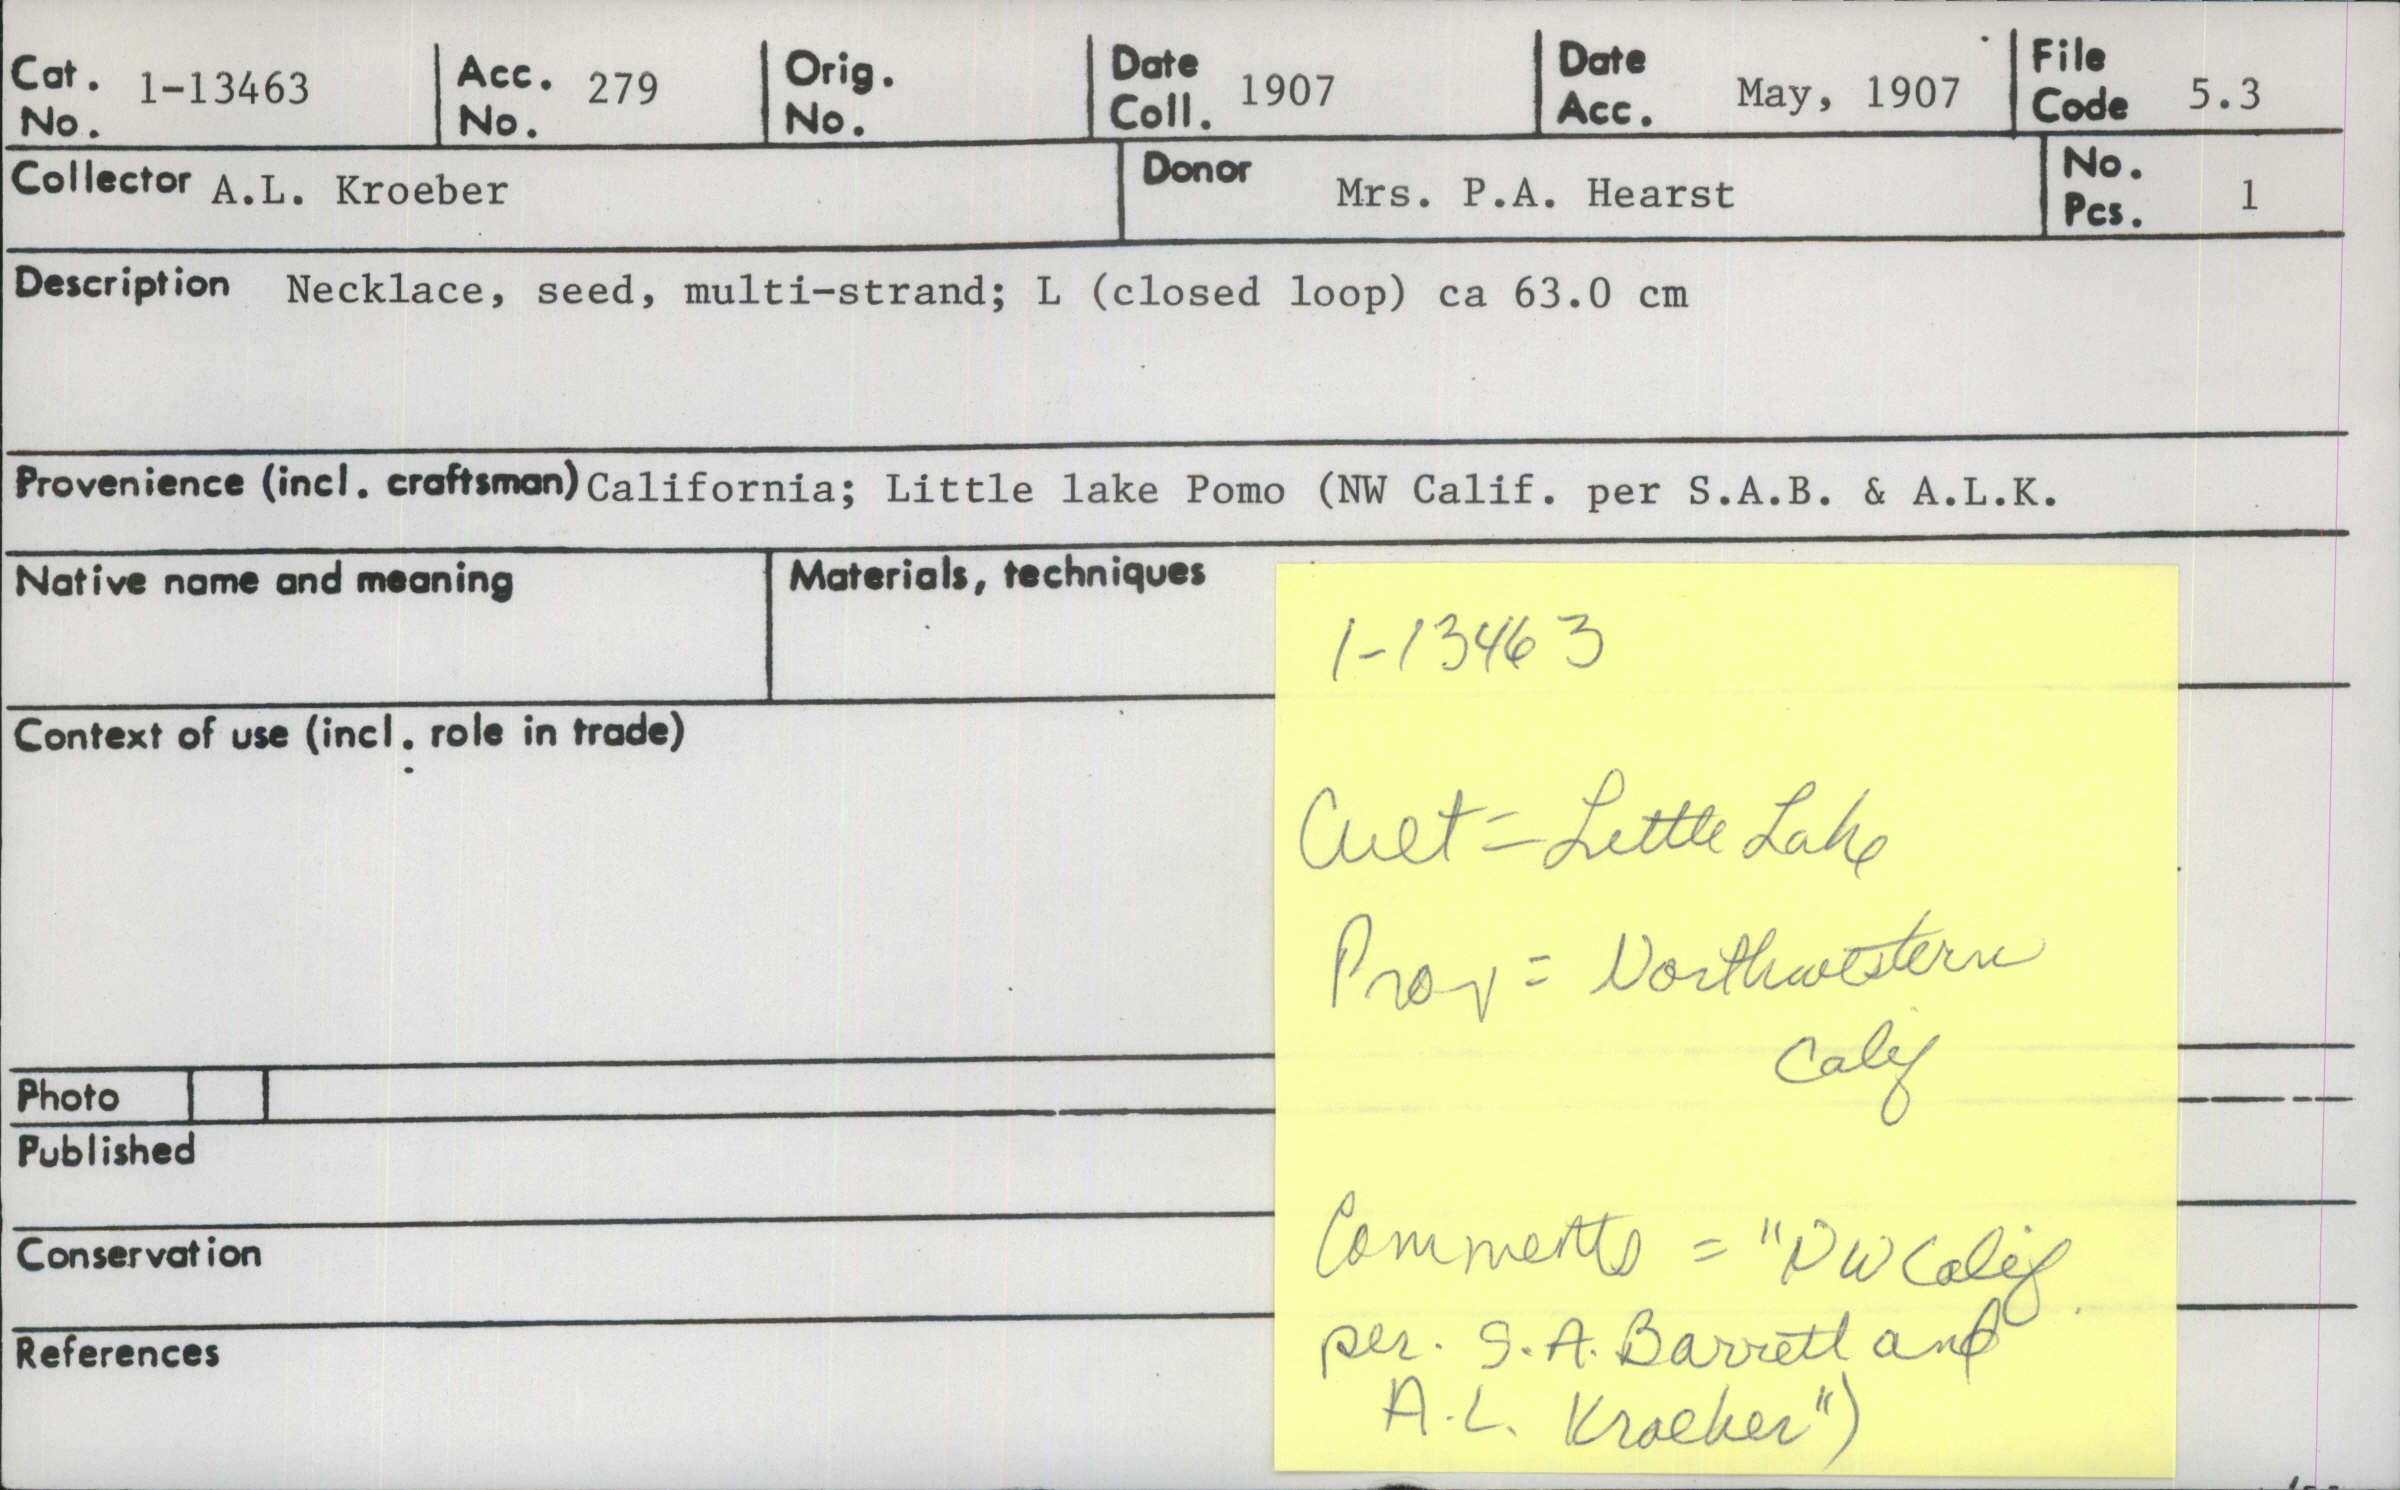 Cat. No. 1-13463 Acc. No. 279 Orig. No. Date Coll. 1907 Date Acc. May, 1907 File Code 5.3
Collector A.L. Kroeber Donor Mrs. P.A. Hearst No. Pcs. 1
Description Necklace, seed, multi-strand; L (closed loop) ca 63.0 cm
Provenience (incl. craftsman) California; Little lake Pomo (NW Calif. per S.A.B. & A.L.K.
Native name and meaning Materials, techniques
Context of use (incl. role in trade)
Photo
Published
Conservation
References
1-13463
Cult = Little Lake
Prov = Northwestern
Calif
Comments = "NW Calif
per. S.A. Barrett and
A.L. Kroeber")